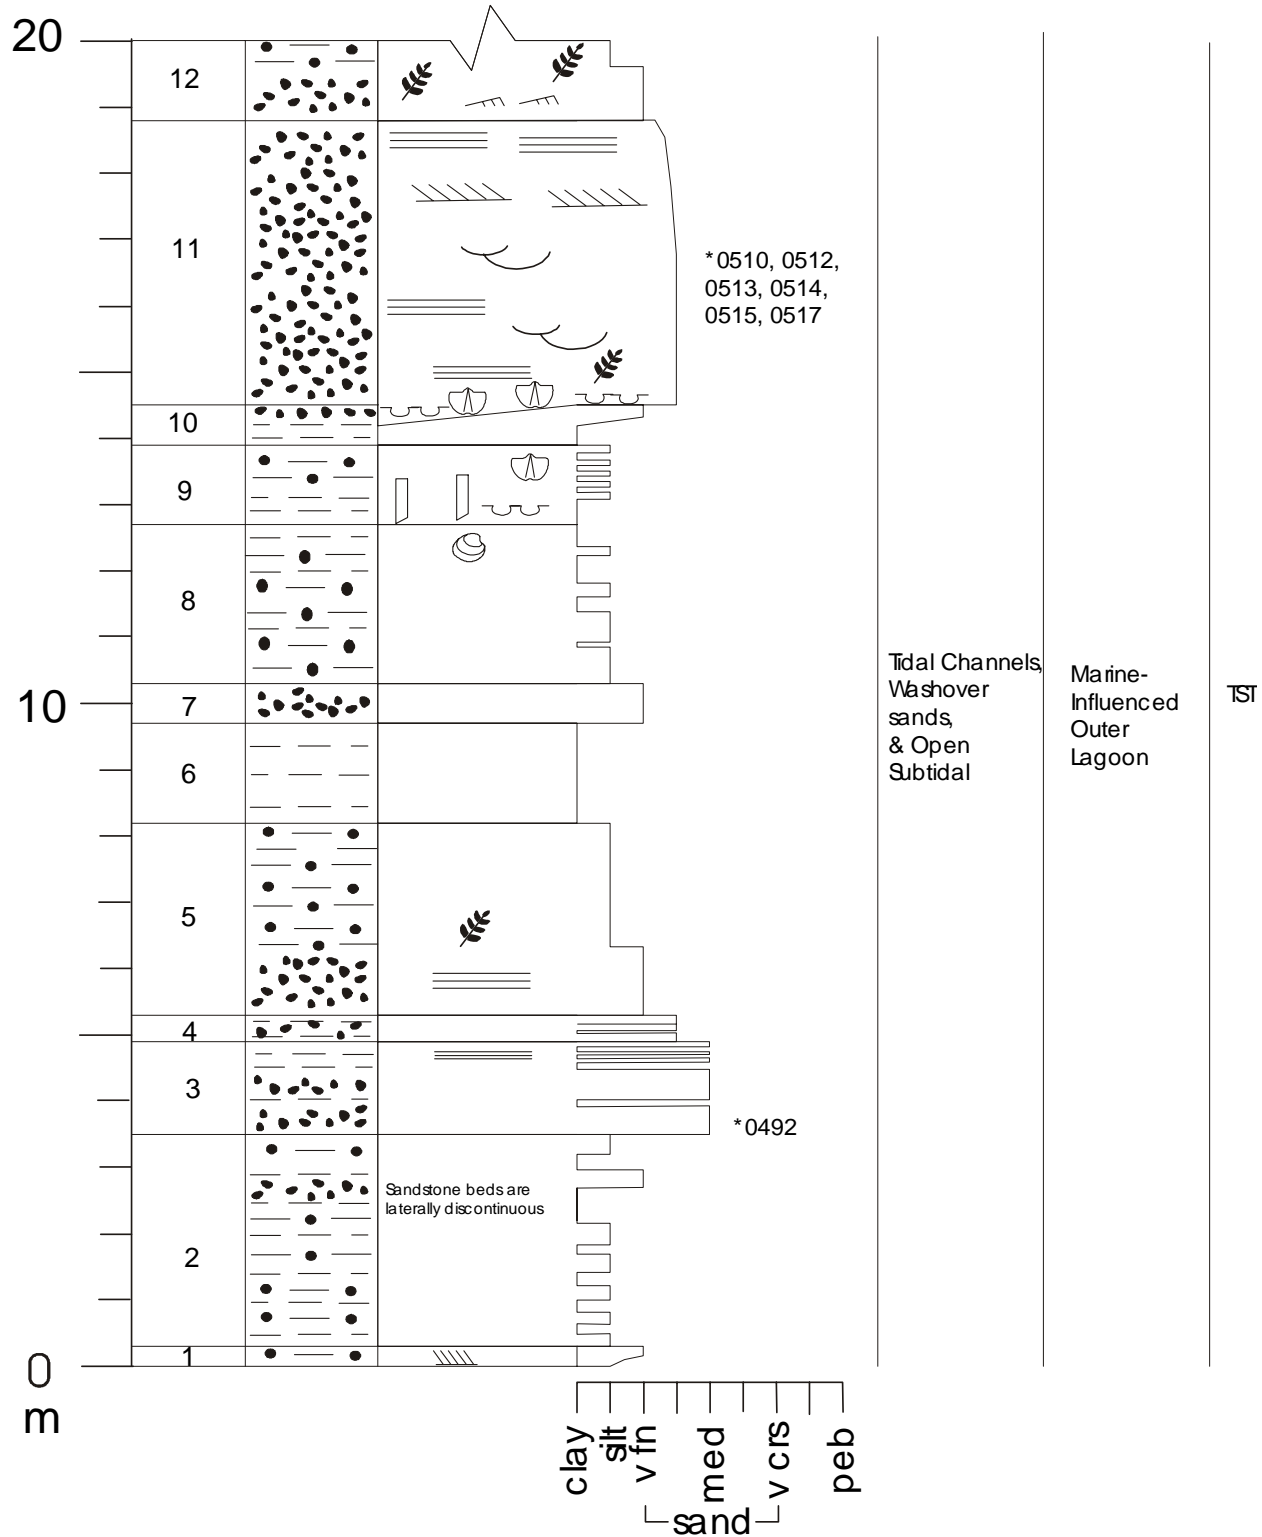 20
12
11
*0510, 0512,
0513, 0514,
0515, 0517
10
9
8
Tidal Channels,
Washover
sands,
& Open
Subtidal
Marine-
Influenced
Outer
Lagoon
TST
10
7
6
5
4
3
*0492
Sandstone beds are
laterally discontinuous
2
1
0
m
clay
silt
v fn
med
v crs
peb
sand